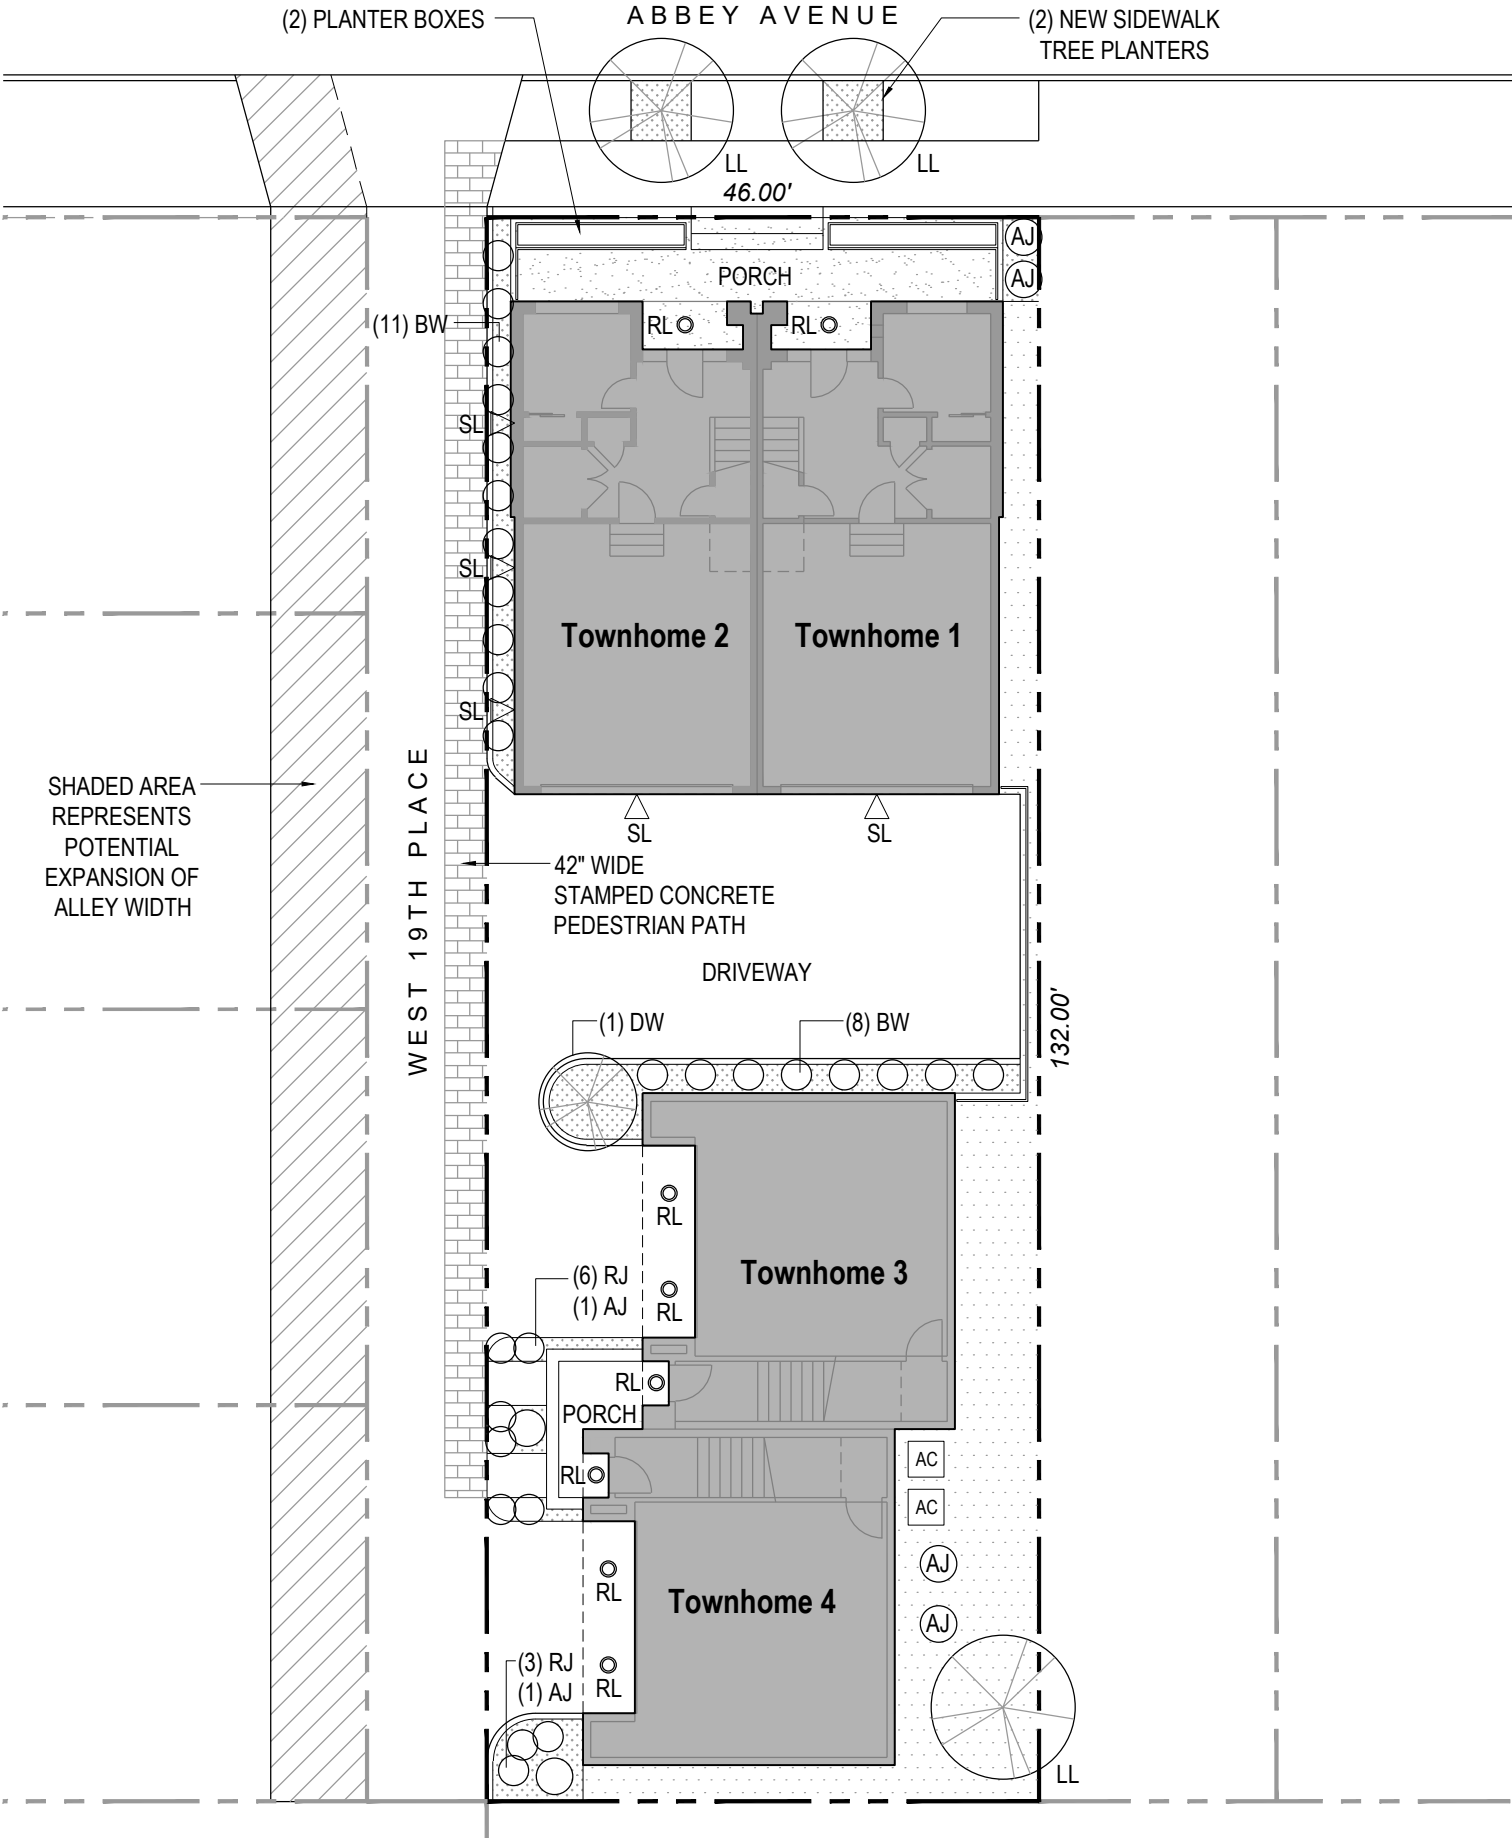 (2) PLANTER BOXES
ABBEY AVENUE
(2) NEW SIDEWALK
TREE PLANTERS
LL
LL
46.00'
AJ
AJ
PORCH
(11) BW
RL
RL
SL
SL
SL
Townhome 2
Townhome 1
SHADED AREA
REPRESENTS
POTENTIAL
EXPANSION OF
ALLEY WIDTH
WEST 19TH PLACE
SL
SL
42" WIDE
STAMPED CONCRETE
PEDESTRIAN PATH
DRIVEWAY
(1) DW
(8) BW
132.00'
RL
RL
Townhome 3
(6) RJ
(1) AJ
RL
PORCH
RL
AC
AC
AJ
AJ
RL
RL
Townhome 4
(3) RJ
(1) AJ
LL